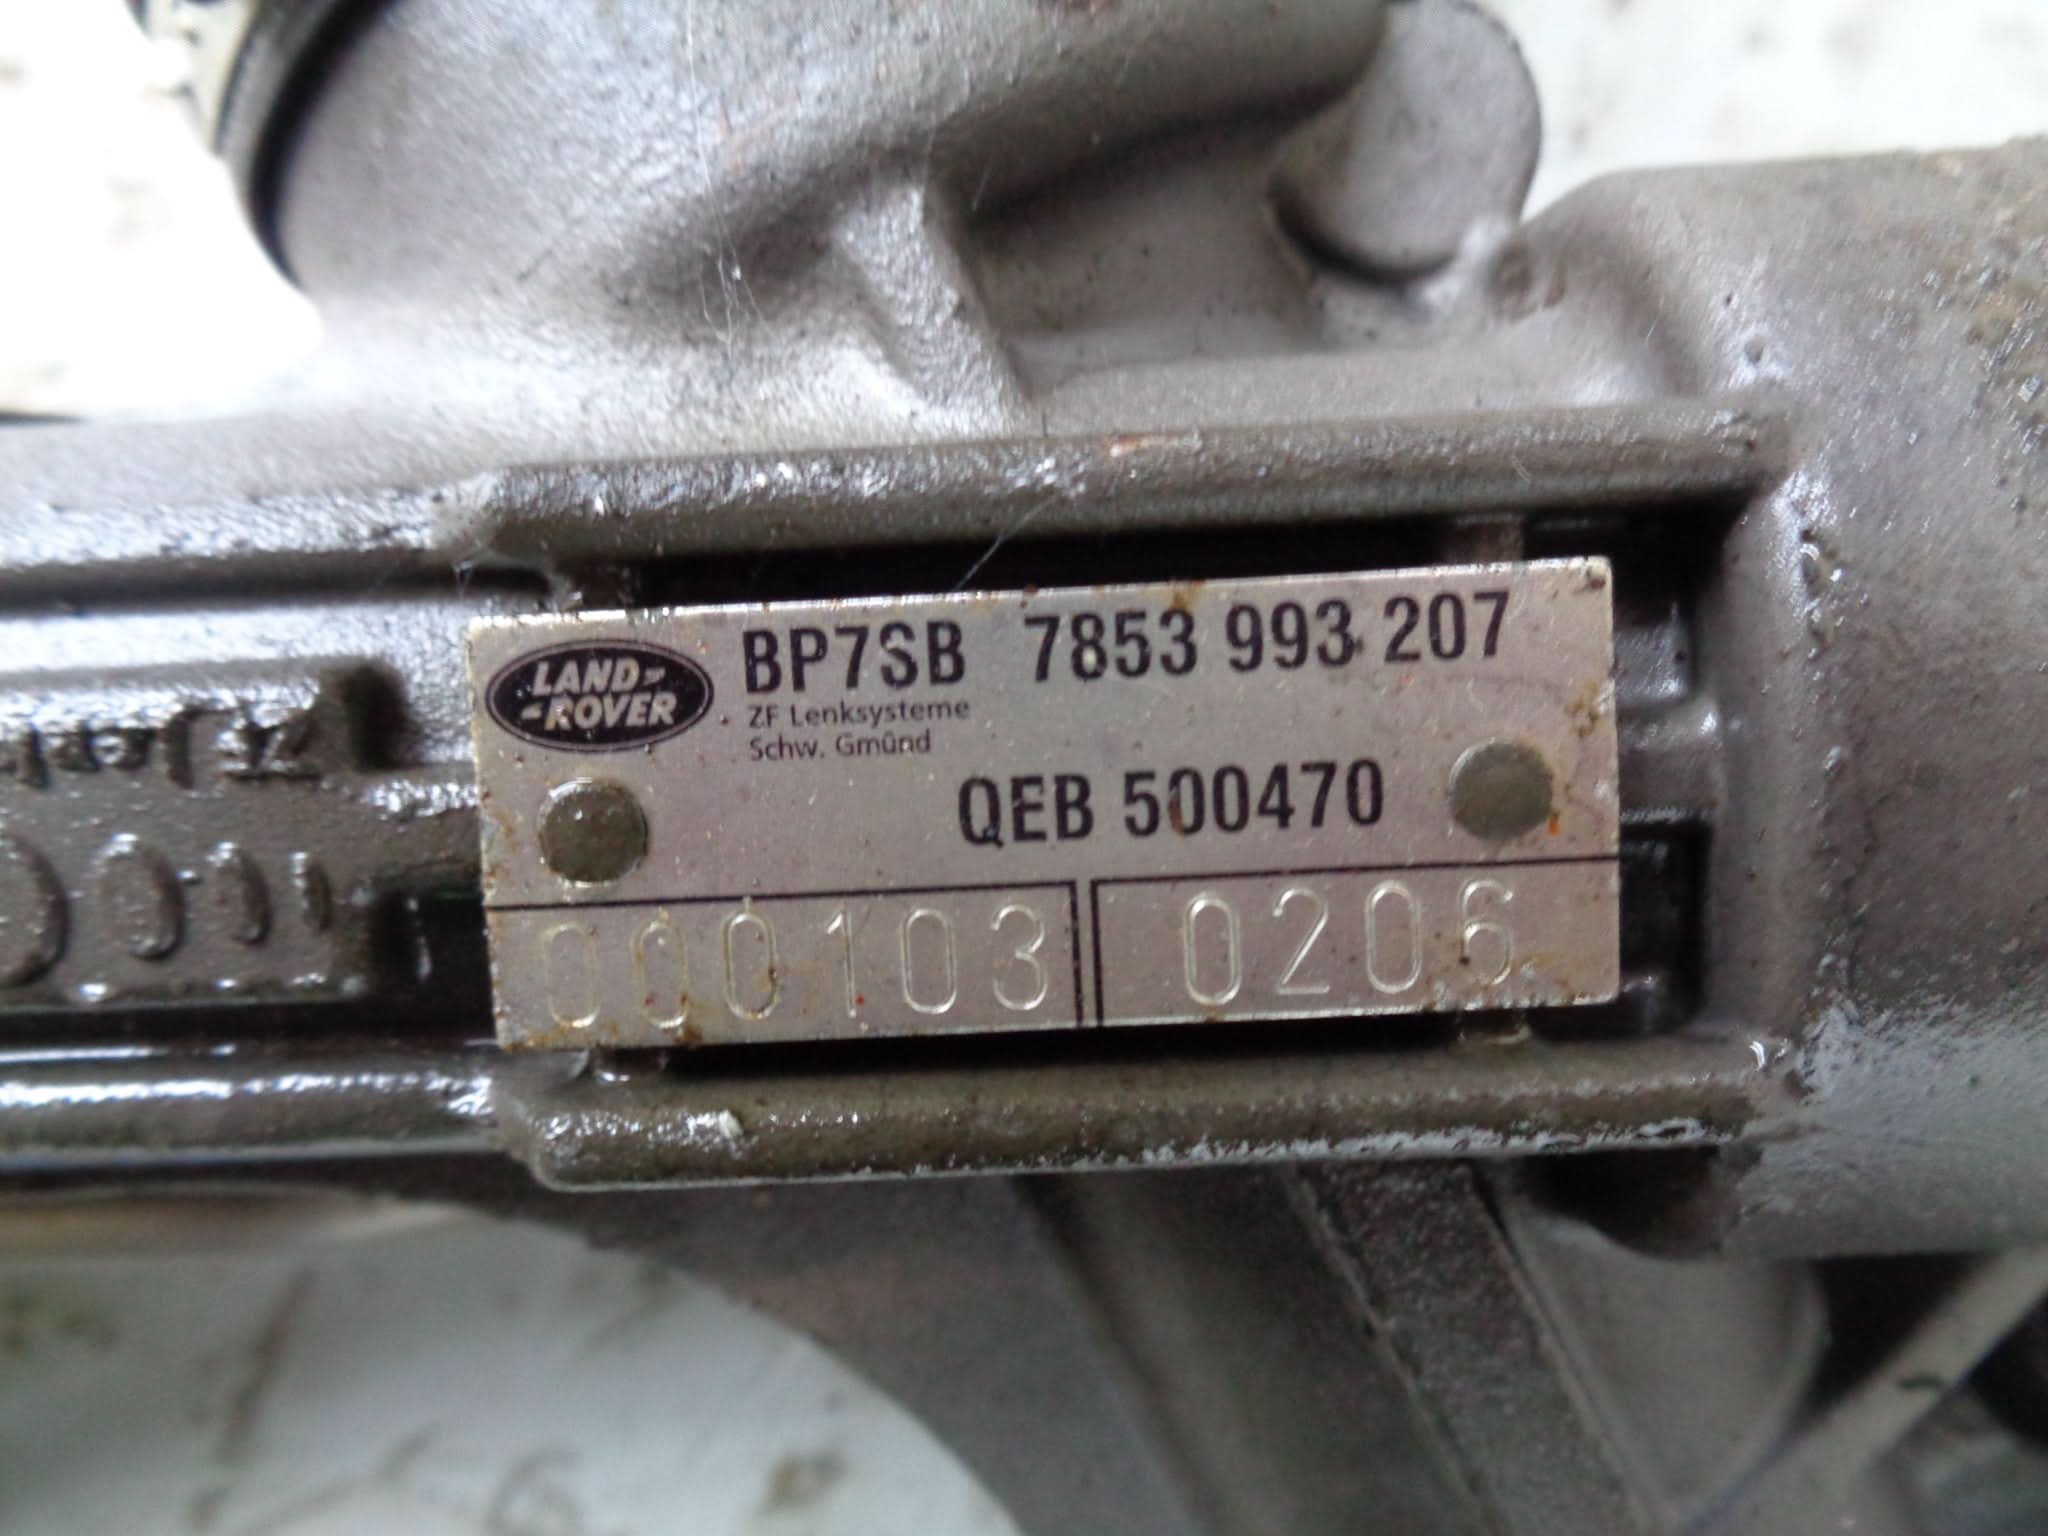 LAND-
-ROVER
BP7SB 7853 993 207
ZF Lenksysteme
Schw. Gmünd
QEB 500470
000103 0206